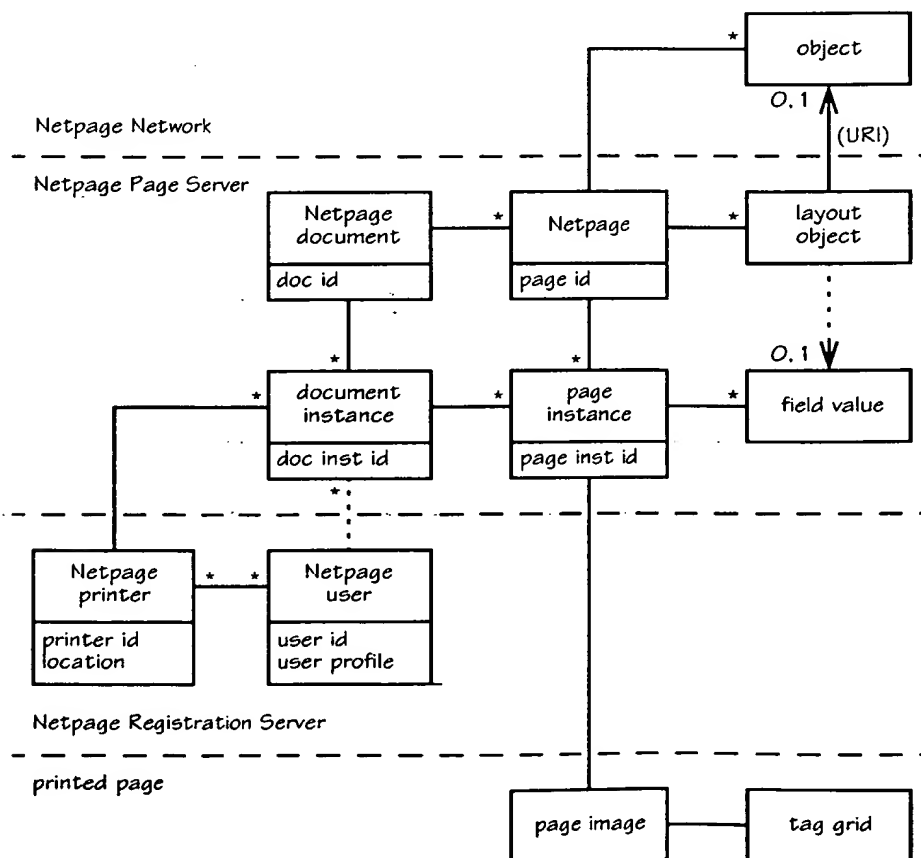 *
object
0.1
(URI)
Netpage Network
Netpage Page Server
Netpage
document
doc id
*
Netpage
page id
*
layout
object
*
*
0.1
*
document
instance
doc inst id
*
page
instance
page inst id
*
field value
*
Netpage
printer
printer id
location
*
*
Netpage
user
user id
user profile
Netpage Registration Server
printed page
page image
tag grid